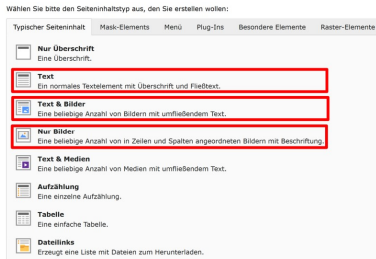 Wählen Sie bitte den Seiteninhaltstyp aus, den Sie erstellen wollen:
Typischer Seiteninhalt Mask-Elements Menü Plug-Ins Besondere Elemente Raster-Elemente
Nur Überschrift
Eine Überschrift.
Text
Ein normales Textelement mit Überschrift und Fließtext.
Text & Bilder
Eine beliebige Anzahl von Bildern mit umfließendem Text.
Nur Bilder
Eine beliebige Anzahl von in Zeilen und Spalten angeordneten Bildern mit Beschriftung.
Text & Medien
Eine beliebige Anzahl von Medien mit umfließendem Text.
Aufzählung
Eine einzelne Aufzählung.
Tabelle
Eine einfache Tabelle.
Dateilinks
Erzeugt eine Liste mit Dateien zum Herunterladen.